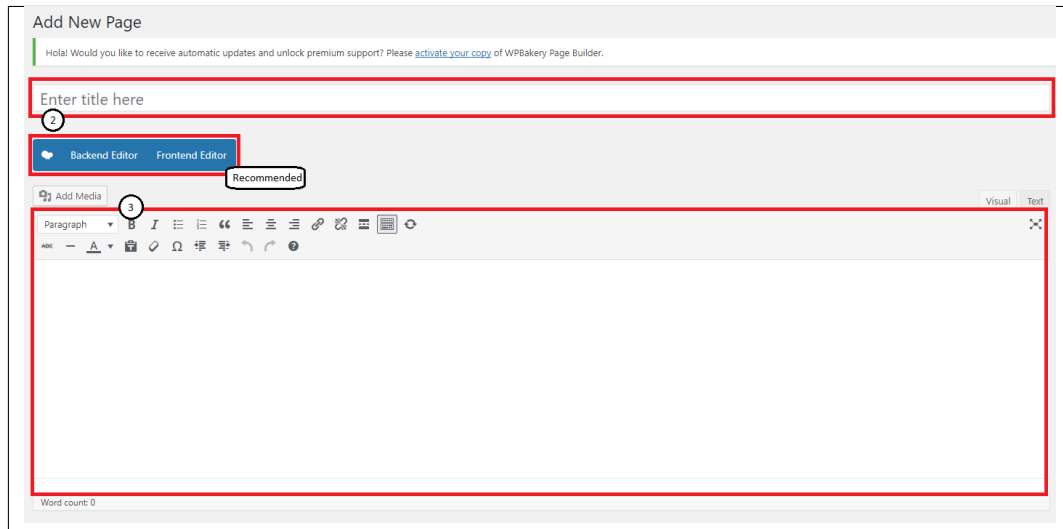 Add New Page
Hola! Would you like to receive automatic updates and unlock premium support? Please activate your copy of WPBakery Page Builder.
Enter title here
2
Backend Editor Frontend Editor
Recommended
Add Media
Visual Text
3
Paragraph B I
ABC A Ω
Word count: 0